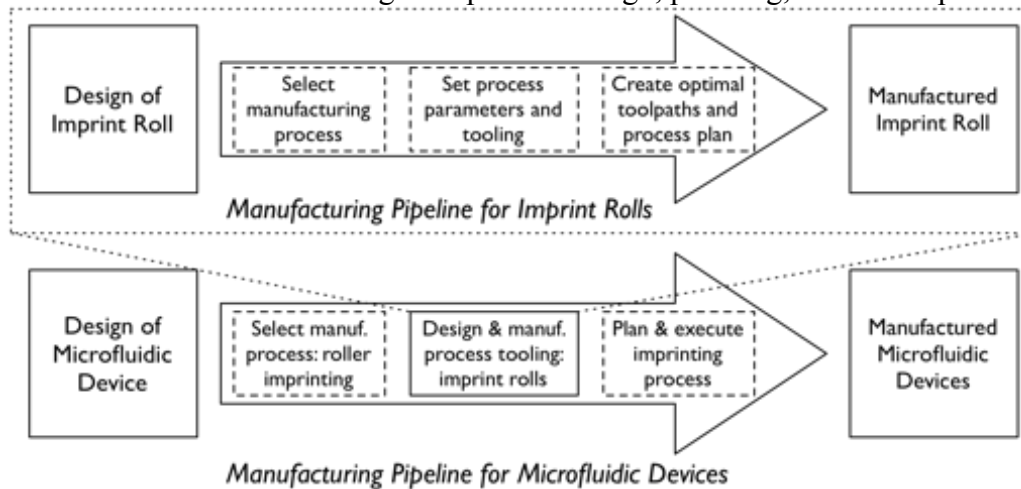 Design of
Imprint Roll
Select
manufacturing
process
Set process
parameters and
tooling
Create optimal
toolpaths and
process plan
Manufactured
Imprint Roll
Manufacturing Pipeline for Imprint Rolls
Design of
Microfluidic
Device
Select manuf.
process: roller
imprinting
Design & manuf.
process tooling:
imprint rolls
Plan & execute
imprinting
process
Manufactured
Microfluidic
Devices
Manufacturing Pipeline for Microfluidic Devices